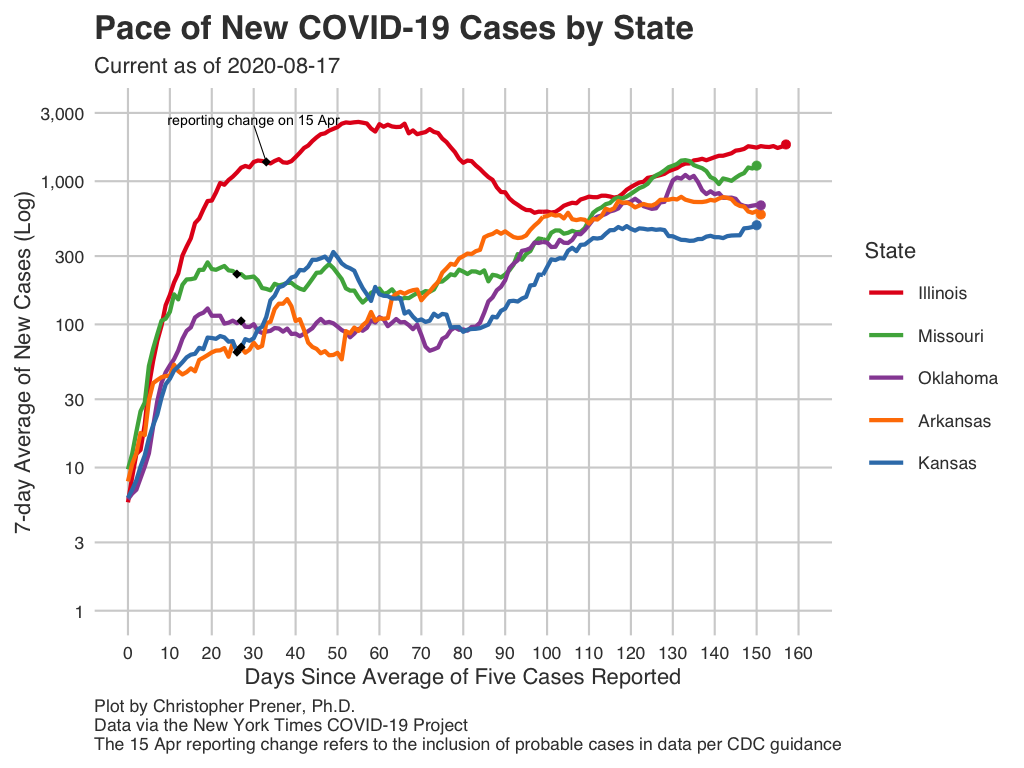 Pace of New COVID-19 Cases by State
Current as of 2020-08-17
7-day Average of New Cases (Log)
3,000
1,000
300
100
30
10
3
1
reporting change on 15 Apr
0 10 20 30 40 50 60 70 80 90 100 110 120 130 140 150 160
Days Since Average of Five Cases Reported
State
Illinois
Missouri
Oklahoma
Arkansas
Kansas
Plot by Christopher Prener, Ph.D.
Data via the New York Times COVID-19 Project
The 15 Apr reporting change refers to the inclusion of probable cases in data per CDC guidance